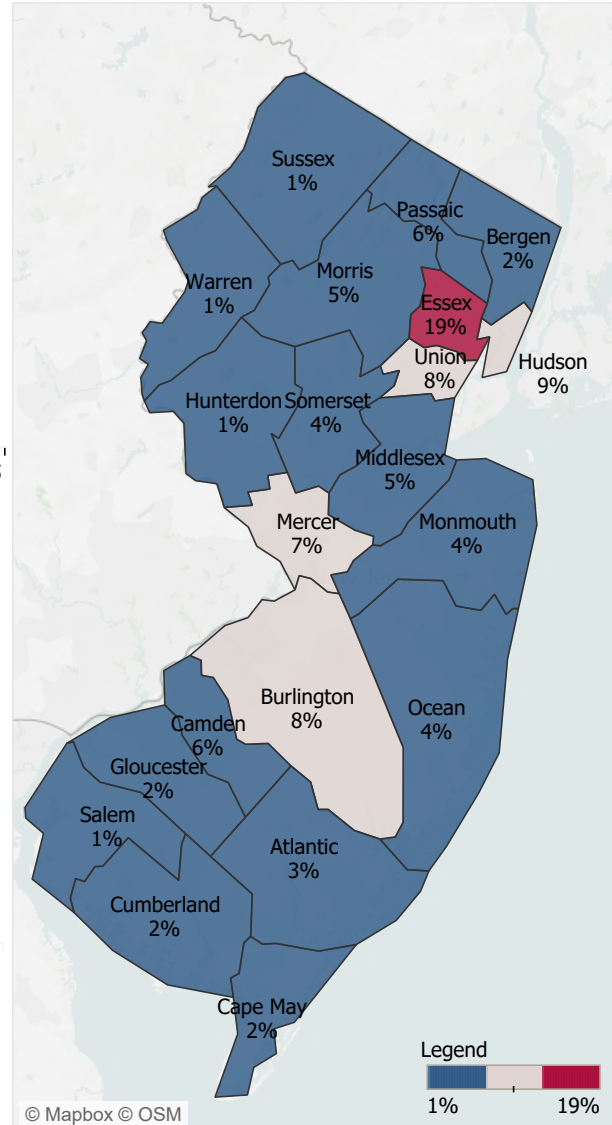 Sussex
1%
Passaic
6%
Bergen
2%
Warren
1%
Morris
5%
Essex
19%
Union
8%
Hudson
9%
Hunterdon
1%
Somerset
4%
Middlesex
5%
Mercer
7%
Monmouth
4%
Burlington
8%
Ocean
4%
Camden
6%
Gloucester
2%
Salem
1%
Atlantic
3%
Cumberland
2%
Cape May
2%
Legend
1% 19%
© Mapbox © OSM